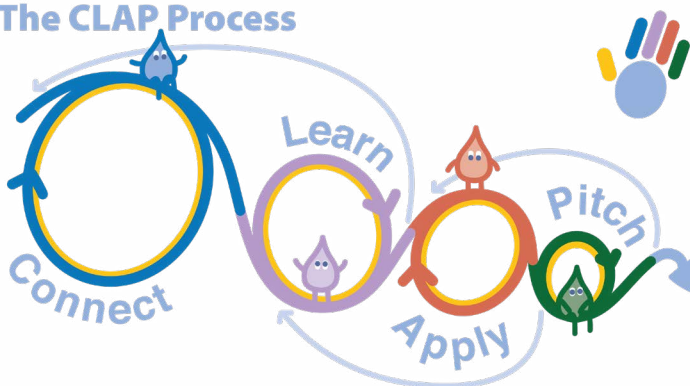 The CLAP Process
Connect
Learn
Apply
Pitch